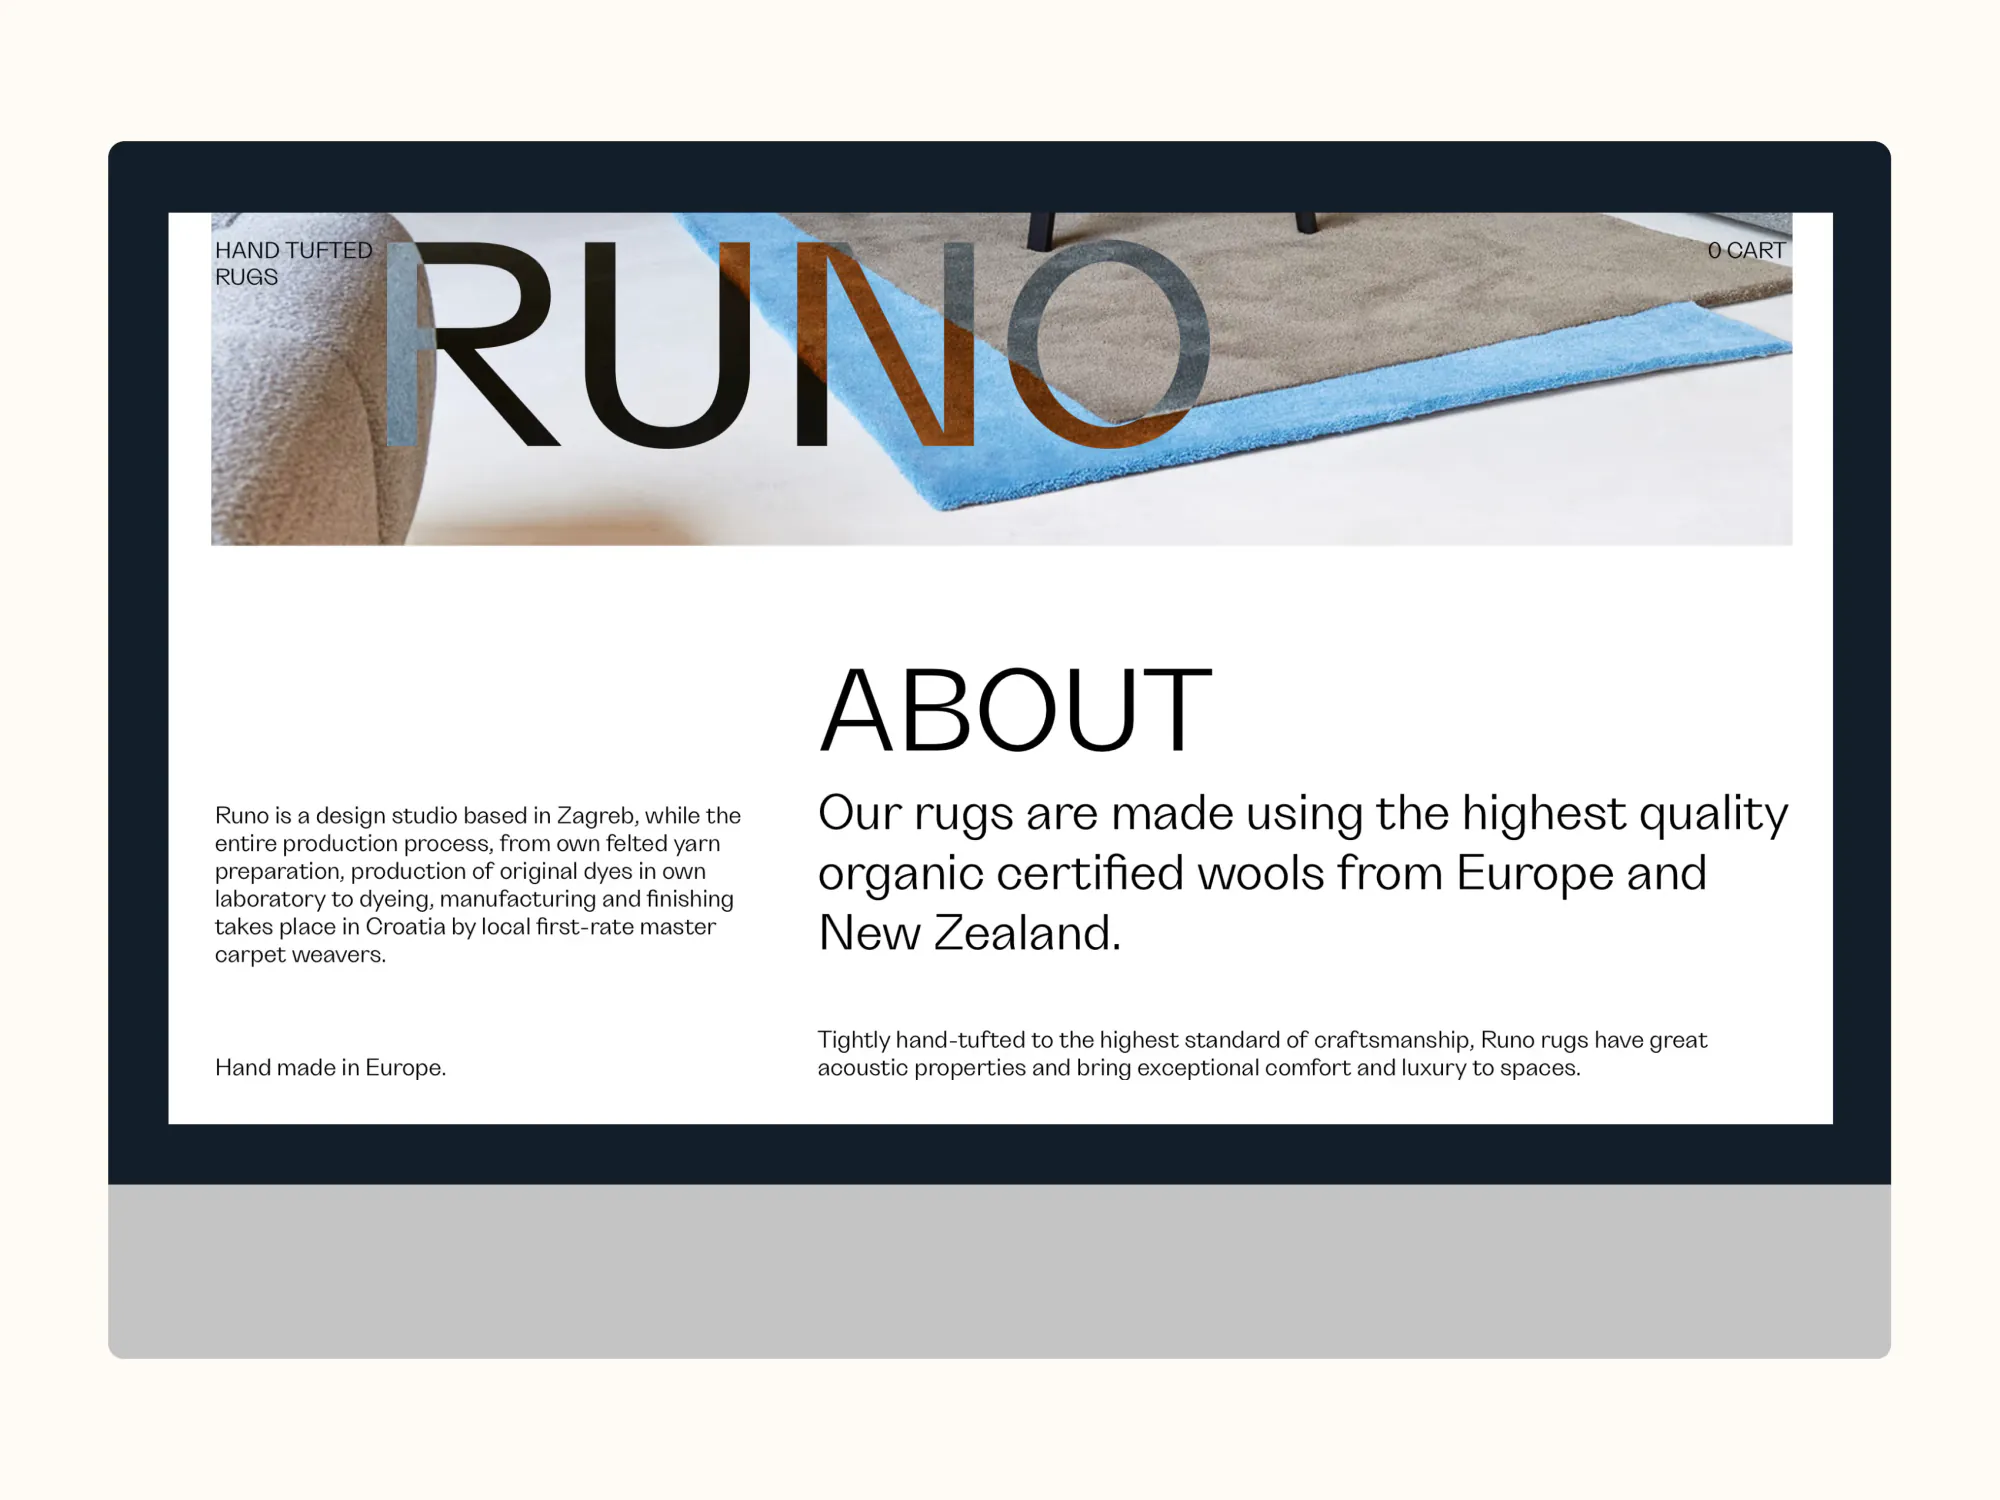 HAND TUFTED
RUGS
RUNO
0 CART
ABOUT
Runo is a design studio based in Zagreb, while the
entire production process, from own felted yarn
preparation, production of original dyes in own
laboratory to dyeing, manufacturing and finishing
takes place in Croatia by local first-rate master
carpet weavers.
Hand made in Europe.
Our rugs are made using the highest quality
organic certified wools from Europe and
New Zealand.
Tightly hand-tufted to the highest standard of craftsmanship, Runo rugs have great
acoustic properties and bring exceptional comfort and luxury to spaces.